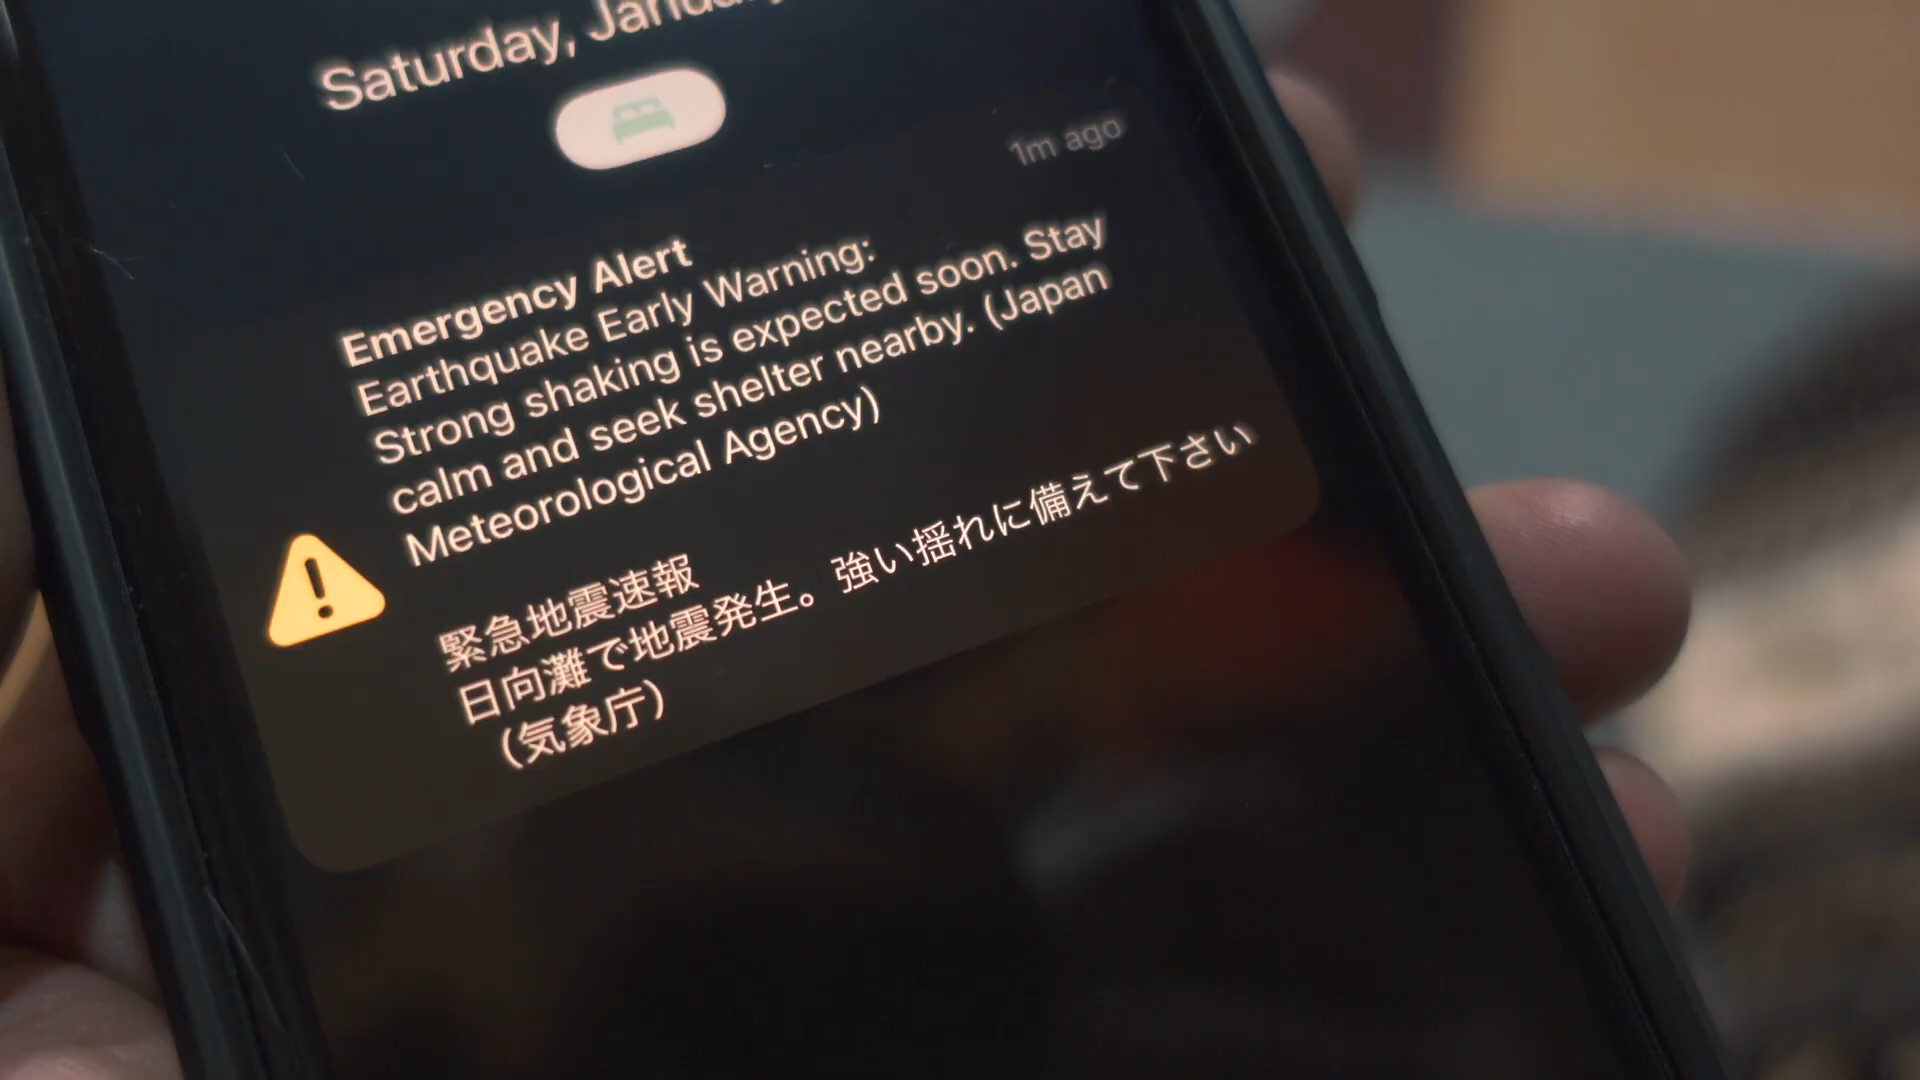 Saturday, January
1m ago
Emergency Alert
Earthquake Early Warning:
Strong shaking is expected soon. Stay
calm and seek shelter nearby. (Japan
Meteorological Agency)
緊急地震速報
日向灘で地震発生。強い揺れに備えて下さい
（気象庁）